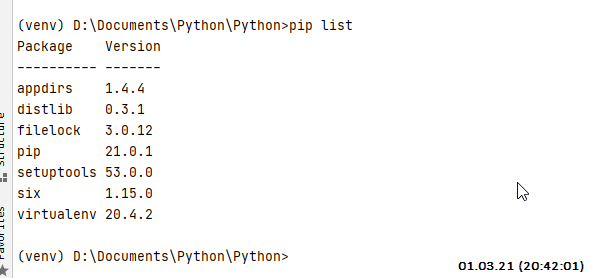 (venv) D:\Documents\Python\Python>pip list
Package    Version
---------- -------
appdirs    1.4.4
distlib    0.3.1
filelock   3.0.12
pip        21.0.1
setuptools 53.0.0
six        1.15.0
virtualenv 20.4.2
(venv) D:\Documents\Python\Python>
Structure
Favorites
01.03.21 (20:42:01)